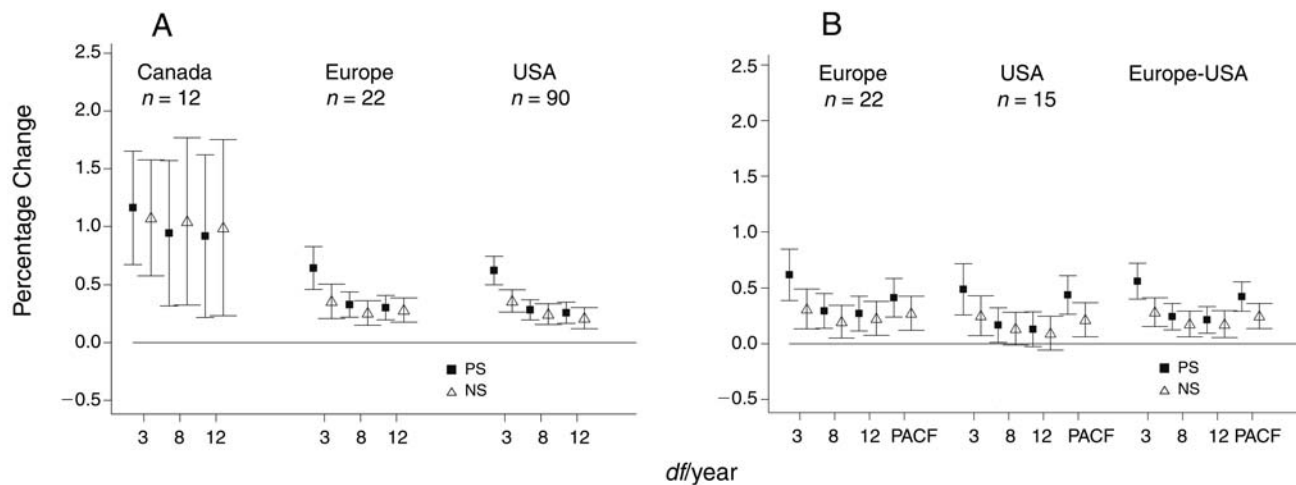 A
Percentage Change
2.5
2.0
1.5
1.0
0.5
0.0
−0.5
Canada
n = 12
Europe
n = 22
USA
n = 90
PS
NS
3 8 12 3 8 12 3 8 12
B
2.5
2.0
1.5
1.0
0.5
0.0
−0.5
Europe
n = 22
USA
n = 15
Europe-USA
PS
NS
3 8 12 PACF 3 8 12 PACF 3 8 12 PACF
df/year